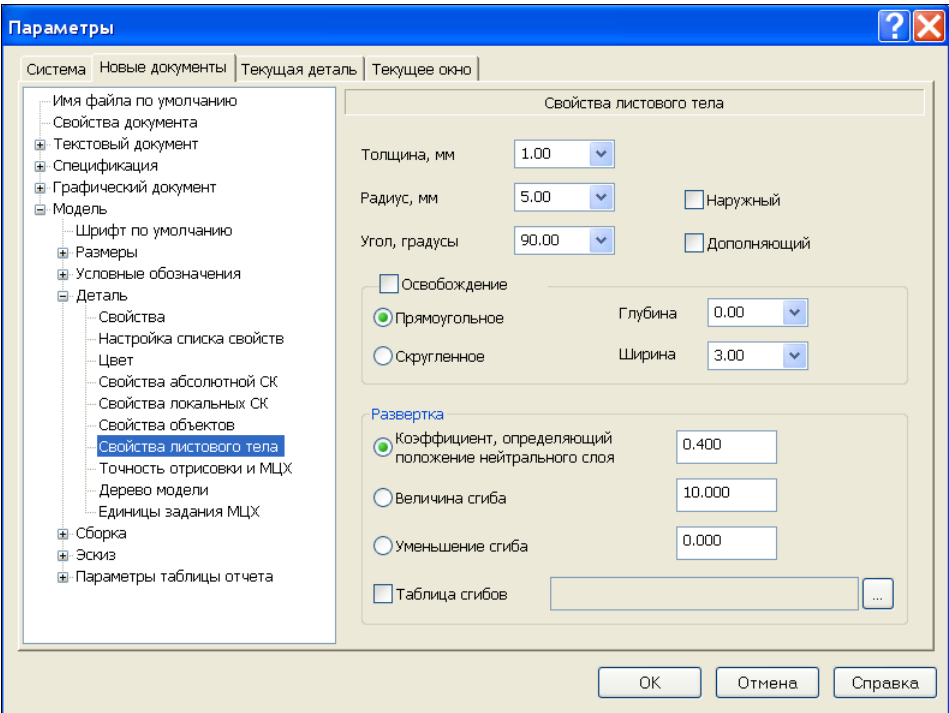 Параметры
Система Новые документы Текущая деталь Текущее окно
Имя файла по умолчанию
Свойства документа
Текстовый документ
Спецификация
Графический документ
Модель
Шрифт по умолчанию
Размеры
Условные обозначения
Деталь
Свойства
Настройка списка свойств
Цвет
Свойства абсолютной СК
Свойства локальных СК
Свойства объектов
Свойства листового тела
Точность отрисовки и МЦХ
Дерево модели
Единицы задания МЦХ
Сборка
Эскиз
Параметры таблицы отчета
Свойства листового тела
Толщина, мм 1.00
Радиус, мм 5.00 Наружный
Угол, градусы 90.00 Дополняющий
Освобождение
Прямоугольное Глубина 0.00
Скругленное Ширина 3.00
Развертка
Коэффициент, определяющий
положение нейтрального слоя 0.400
Величина сгиба 10.000
Уменьшение сгиба 0.000
Таблица сгибов ...
OK Отмена Справка